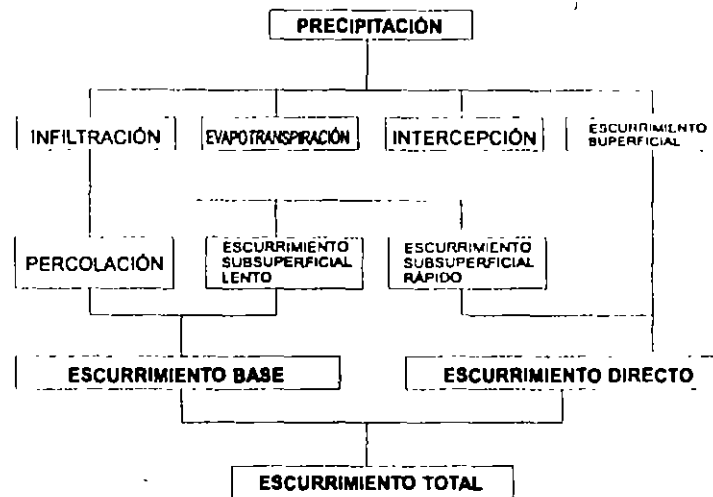 PRECIPITACIÓN
INFILTRACIÓN
EVAPOTRANSPIRACIÓN
INTERCEPCIÓN
ESCURRIMIENTO
SUPERFICIAL
PERCOLACIÓN
ESCURRIMIENTO
SUBSUPERFICIAL
LENTO
ESCURRIMIENTO
SUBSUPERFICIAL
RÁPIDO
ESCURRIMIENTO BASE
ESCURRIMIENTO DIRECTO
ESCURRIMIENTO TOTAL